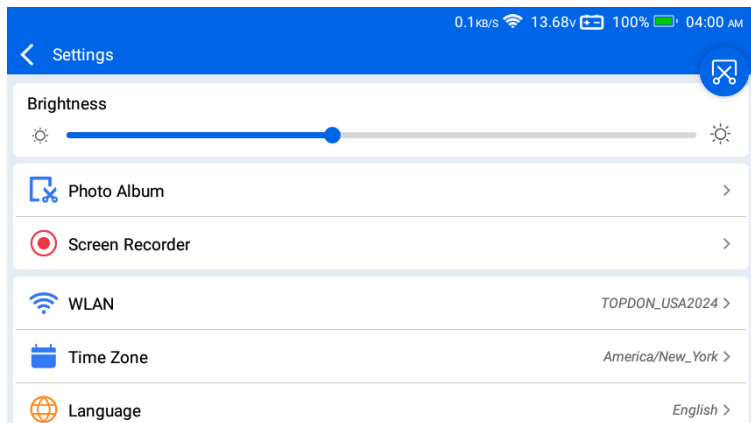 0.1KB/S 13.68V 100% 04:00 AM
Settings
Brightness
Photo Album
Screen Recorder
WLAN TOPDON_USA2024
Time Zone America/New_York
Language English